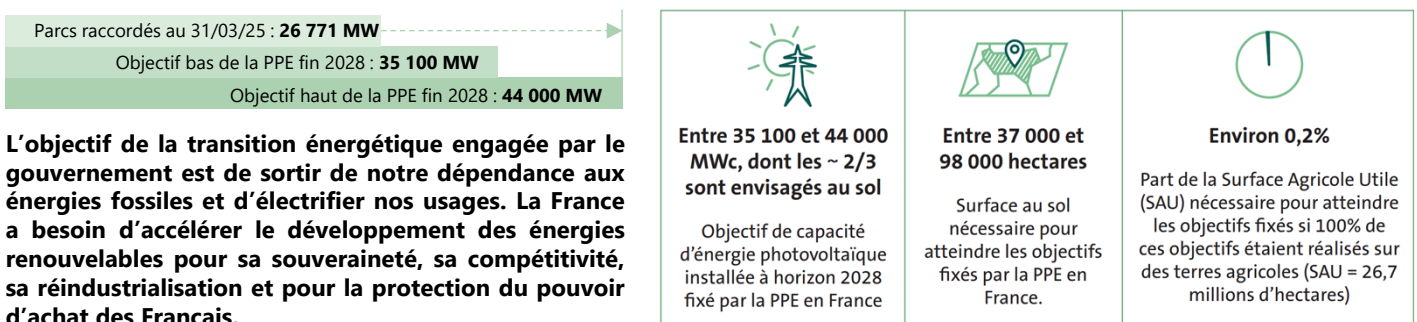 Parcs raccordés au 31/03/25 : 26 771 MW
Objectif bas de la PPE fin 2028 : 35 100 MW
Objectif haut de la PPE fin 2028 : 44 000 MW
L’objectif de la transition énergétique engagée par le
gouvernement est de sortir de notre dépendance aux
énergies fossiles et d’électrifier nos usages. La France
a besoin d’accélérer le développement des énergies
renouvelables pour sa souveraineté, sa compétitivité,
sa réindustrialisation et pour la protection du pouvoir
d’achat des Français.
Entre 35 100 et 44 000
MWc, dont les ~ 2/3
sont envisagés au sol
Objectif de capacité
d’énergie photovoltaïque
installée à horizon 2028
fixé par la PPE en France
Entre 37 000 et
98 000 hectares
Surface au sol
nécessaire pour
atteindre les objectifs
fixés par la PPE en
France.
Environ 0,2%
Part de la Surface Agricole Utile
(SAU) nécessaire pour atteindre
les objectifs fixés si 100% de
ces objectifs étaient réalisés sur
des terres agricoles (SAU = 26,7
millions d’hectares)